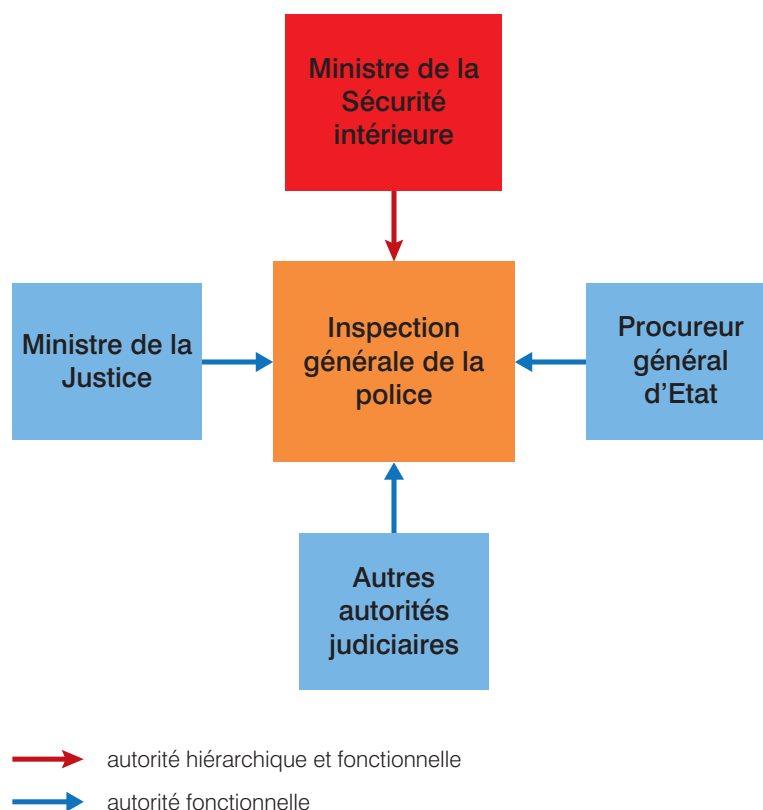 Ministre de la
Sécurité
intérieure
Ministre de la
Justice
Inspection
générale de la
police
Procureur
général
d'Etat
Autres
autorités
judiciaires
autorité hiérarchique et fonctionnelle
autorité fonctionnelle